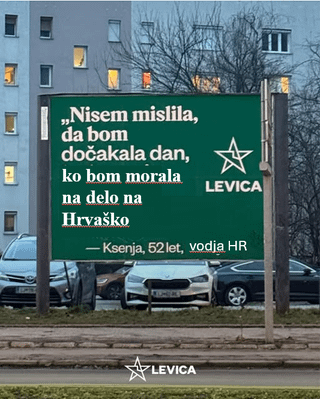 „Nisem mislila,
da bom
dočakala dan,
ko bom morala
na delo na
Hrvaško
LEVICA
— Ksenja, 52 let, vodja HR
LEVICA